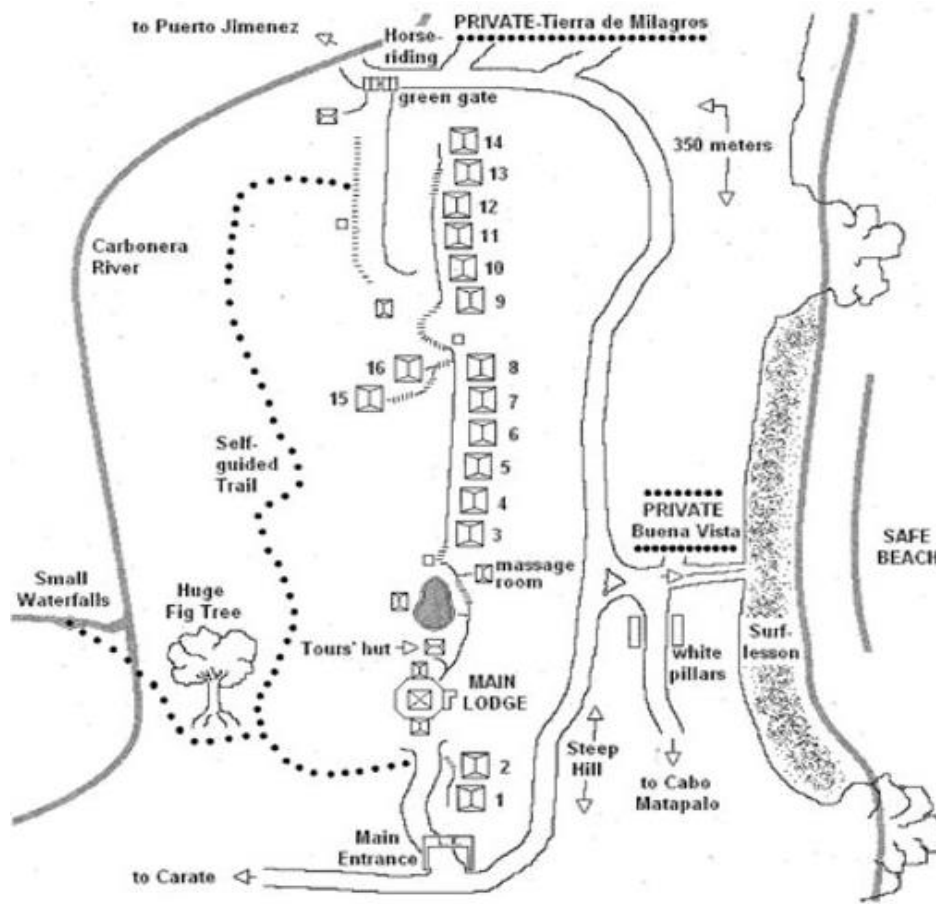 to Puerto Jimenez
PRIVATE-Tierra de Milagros
Horse-
riding
green gate
350 meters
14
13
12
11
10
9
Carbonera
River
16
15
8
7
6
5
4
3
Self-
guided
Trail
PRIVATE
Buena Vista
SAFE
BEACH
massage
room
Small
Waterfalls
Huge
Fig Tree
Tours' hut
white
pillars
Surf-
lesson
MAIN
LODGE
Steep
Hill
2
1
to Cabo
Matapalo
Main
Entrance
to Carate